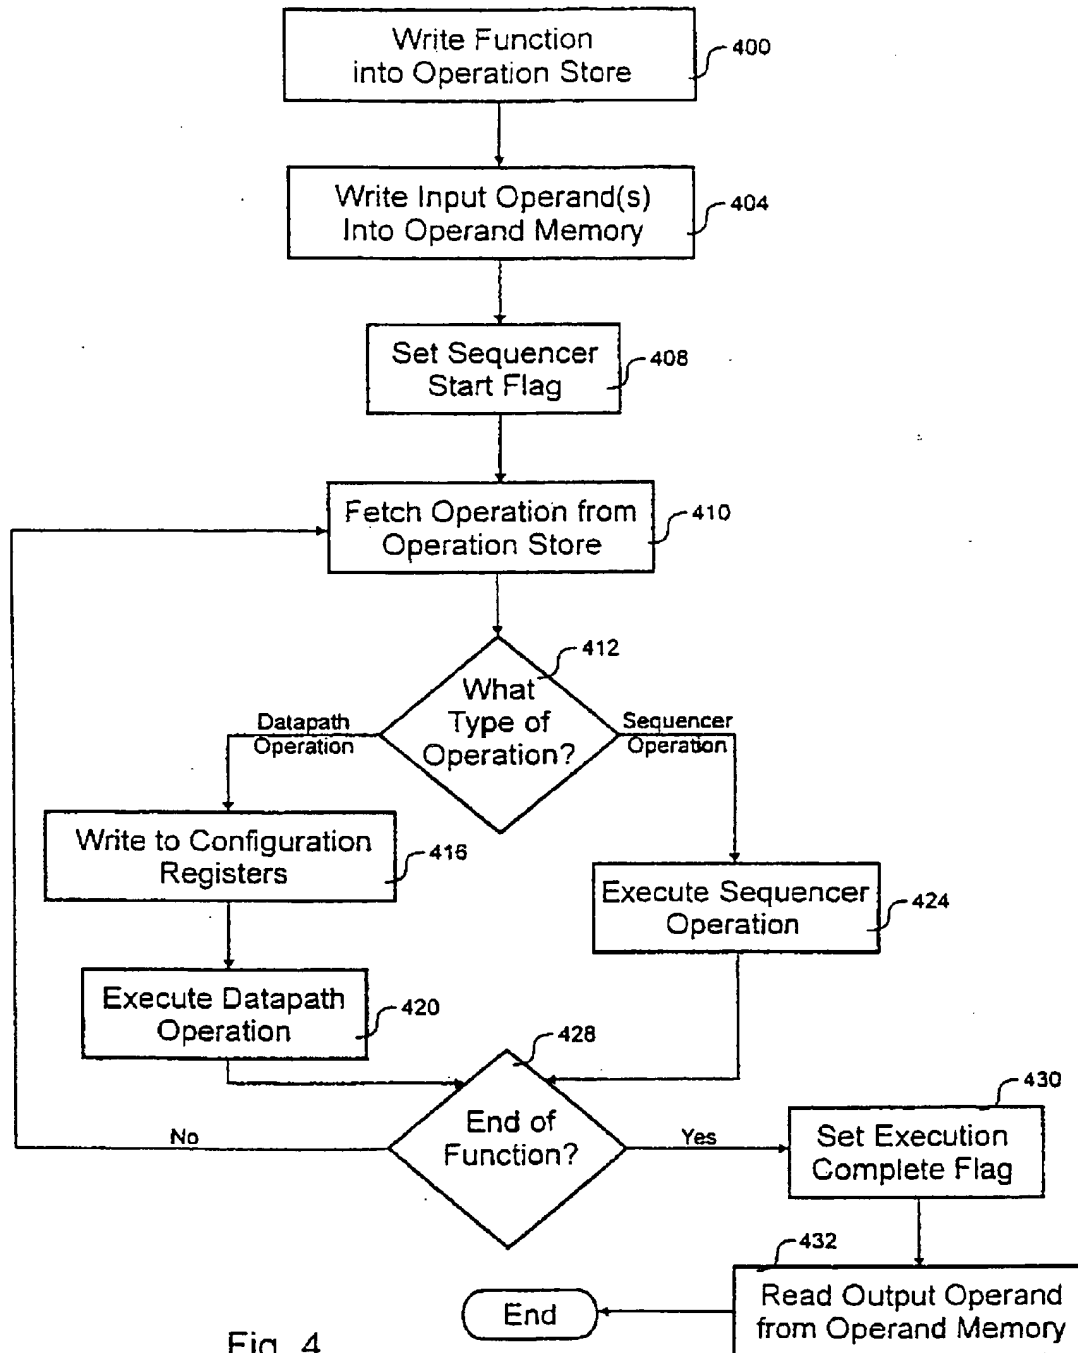 Write Function
into Operation Store
400
Write Input Operand(s)
Into Operand Memory
404
Set Sequencer
Start Flag
408
Fetch Operation from
Operation Store
410
412
What
Type of
Operation?
Datapath
Operation
Sequencer
Operation
Write to Configuration
Registers
416
Execute Sequencer
Operation
424
Execute Datapath
Operation
420
428
End of
Function?
No
Yes
430
Set Execution
Complete Flag
432
Read Output Operand
from Operand Memory
End
Fig. 4